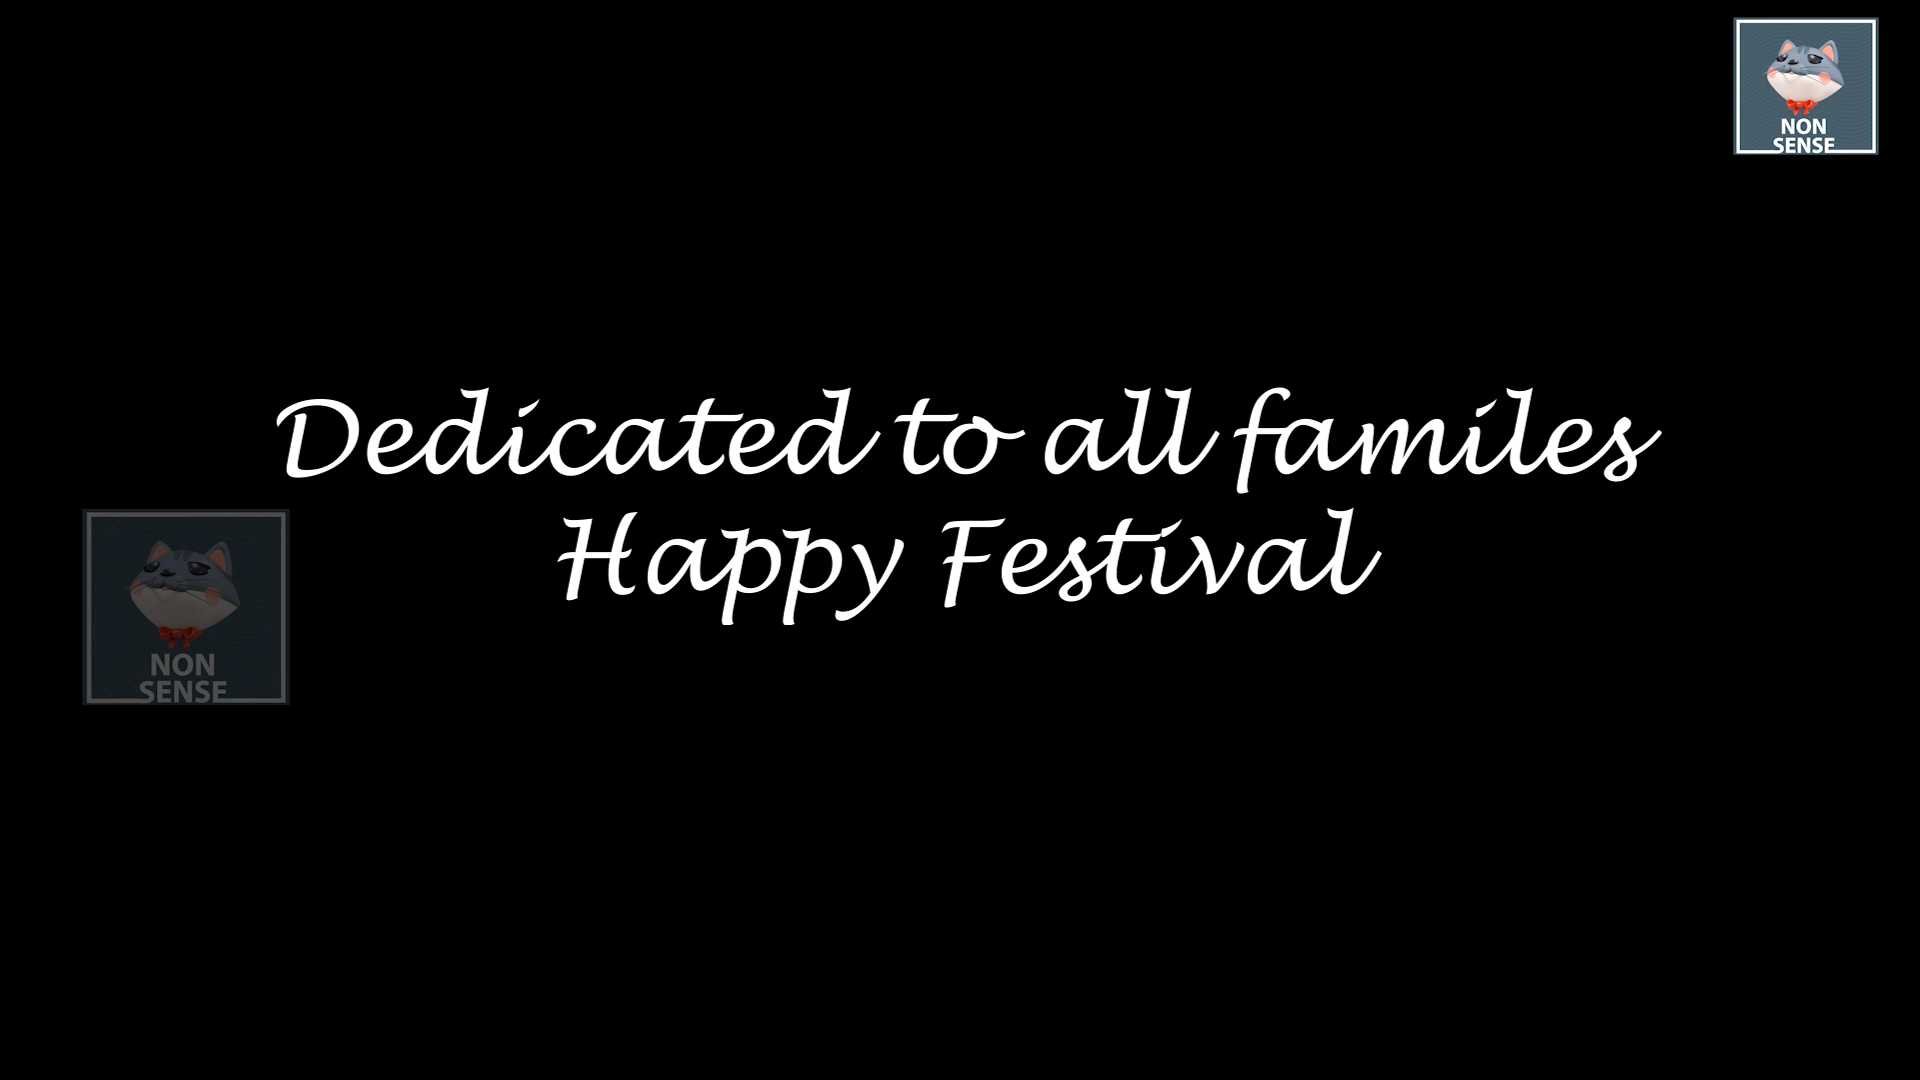 NON
SENSE
Dedicated to all familes
Happy Festival
NON
SENSE